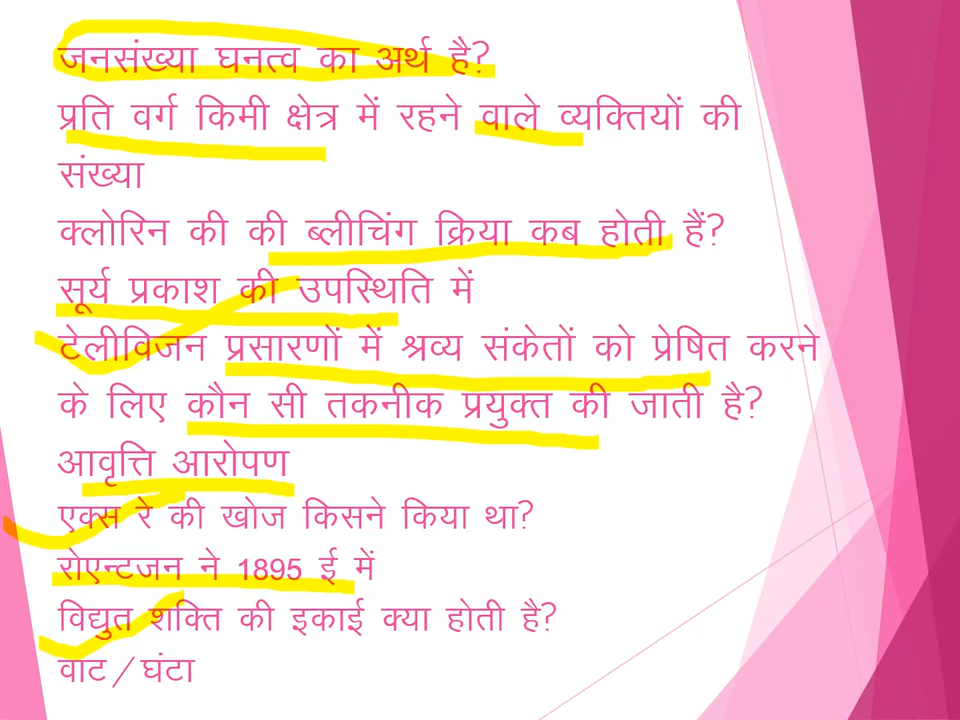 जनसंख्या घनत्व का अर्थ है?
प्रति वर्ग किमी क्षेत्र में रहने वाले व्यक्तियों की
संख्या
क्लोरिन की की ब्लीचिंग क्रिया कब होती हैं?
सूर्य प्रकाश की उपस्थिति में
टेलीविजन प्रसारणों में श्रव्य संकेतों को प्रेषित करने
के लिए कौन सी तकनीक प्रयुक्त की जाती है?
आवृत्ति आरोपण
एक्स रे की खोज किसने किया था?
रोएन्टजन ने 1895 ई में
विद्युत शक्ति की इकाई क्या होती है?
वाट/घंटा